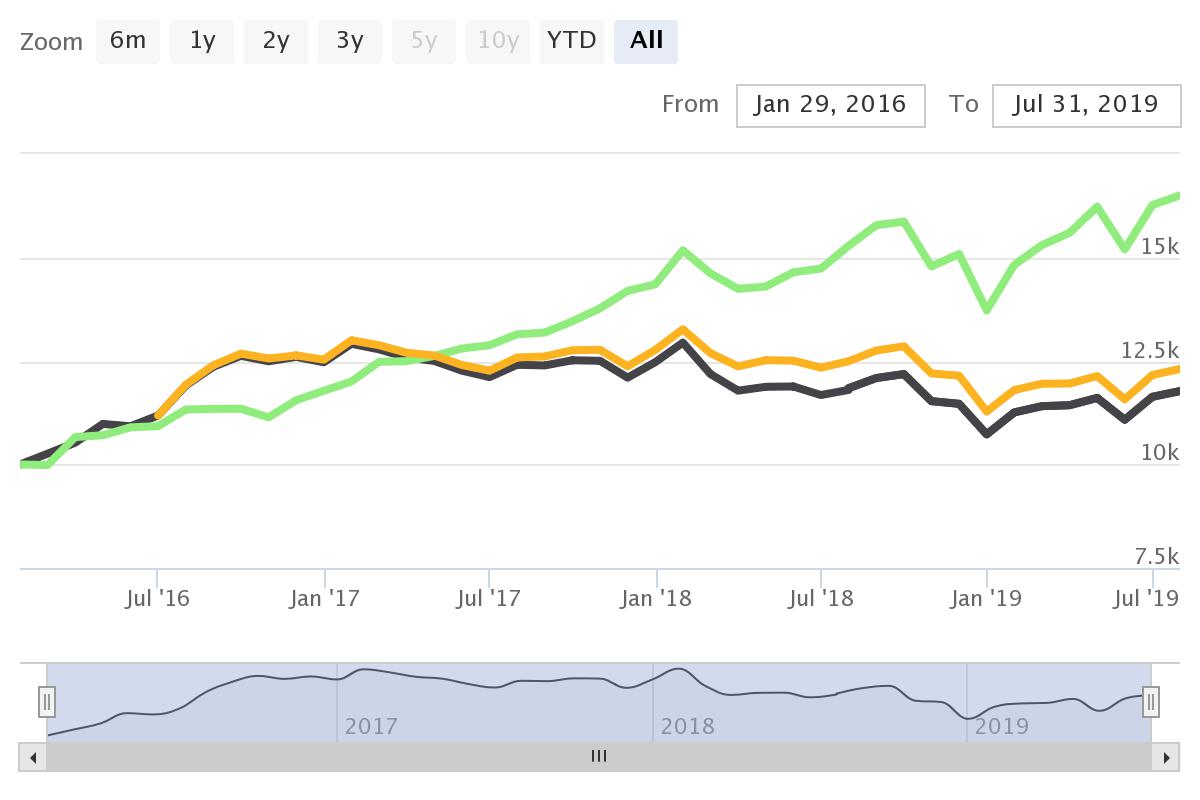 Zoom 6m 1y 2y 3y 5y 10y YTD All
From Jan 29, 2016 To Jul 31, 2019
15k
12.5k
10k
7.5k
Jul '16 Jan '17 Jul '17 Jan '18 Jul '18 Jan '19 Jul '19
2017 2018 2019